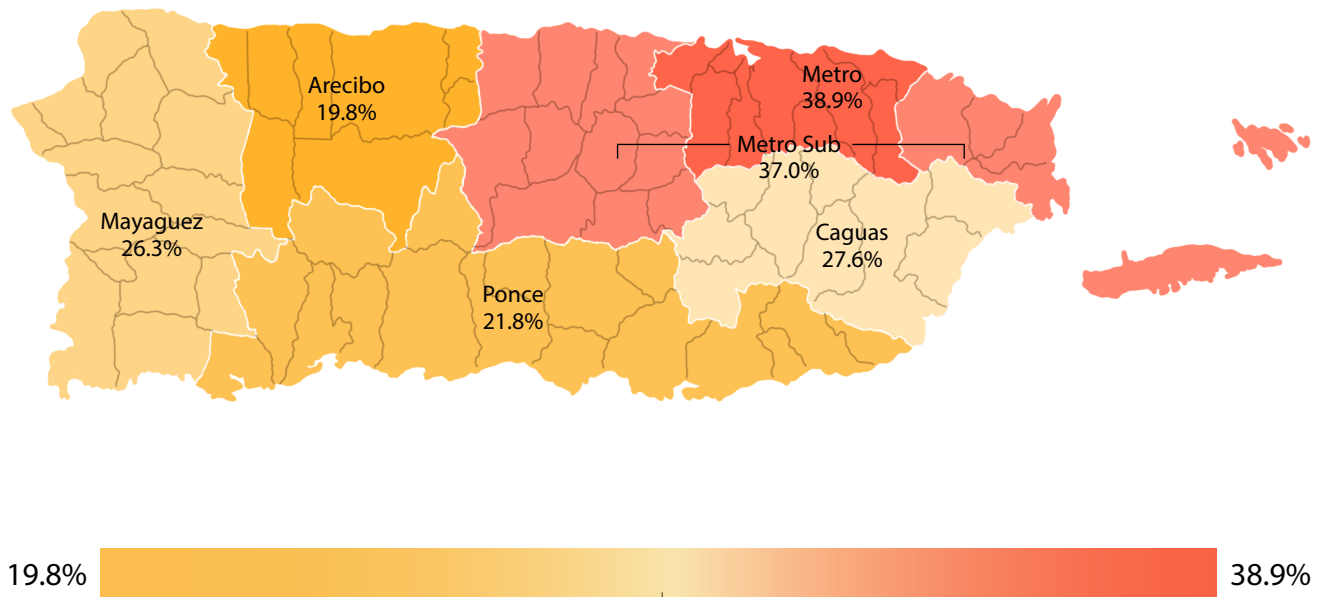 Arecibo
19.8%
Metro
38.9%
Metro Sub
37.0%
Mayaguez
26.3%
Caguas
27.6%
Ponce
21.8%
19.8%
38.9%